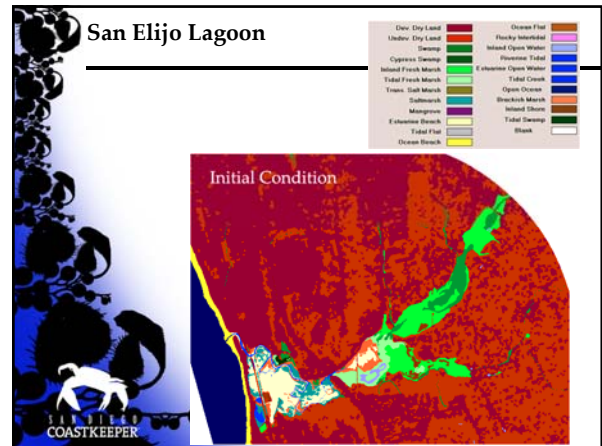 San Elijo Lagoon
Dev. Dry Land
Undev. Dry Land
Swamp
Cypress Swamp
Inland Fresh Marsh
Tidal Fresh Marsh
Trans. Salt Marsh
Saltmarsh
Mangrove
Estuarine Beach
Tidal Flat
Ocean Beach
Ocean Flat
Rocky Intertidal
Inland Open Water
Riverine Tidal
Estuarine Open Water
Tidal Creek
Open Ocean
Brackish Marsh
Inland Shore
Tidal Swamp
Blank
Initial Condition
SAN DIEGO
COASTKEEPER